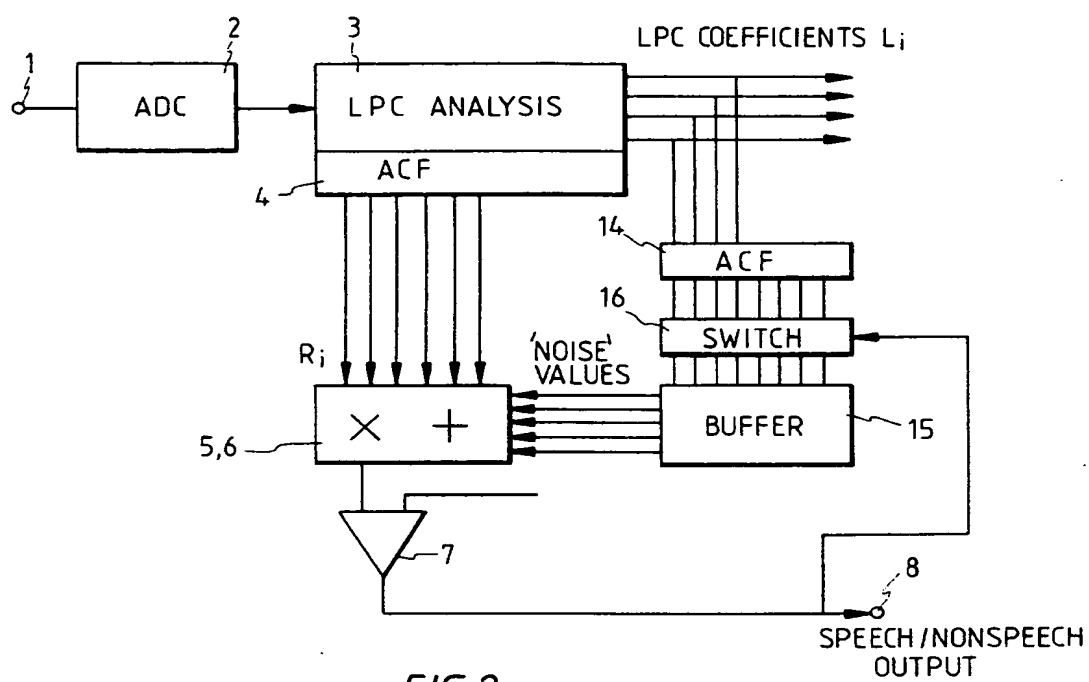 1
2
3
LPC COEFFICIENTS Li
ADC
LPC ANALYSIS
ACF
4
14
ACF
16
SWITCH
Ri
'NOISE'
VALUES
× +
BUFFER
15
5,6
7
8
SPEECH/NONSPEECH
OUTPUT